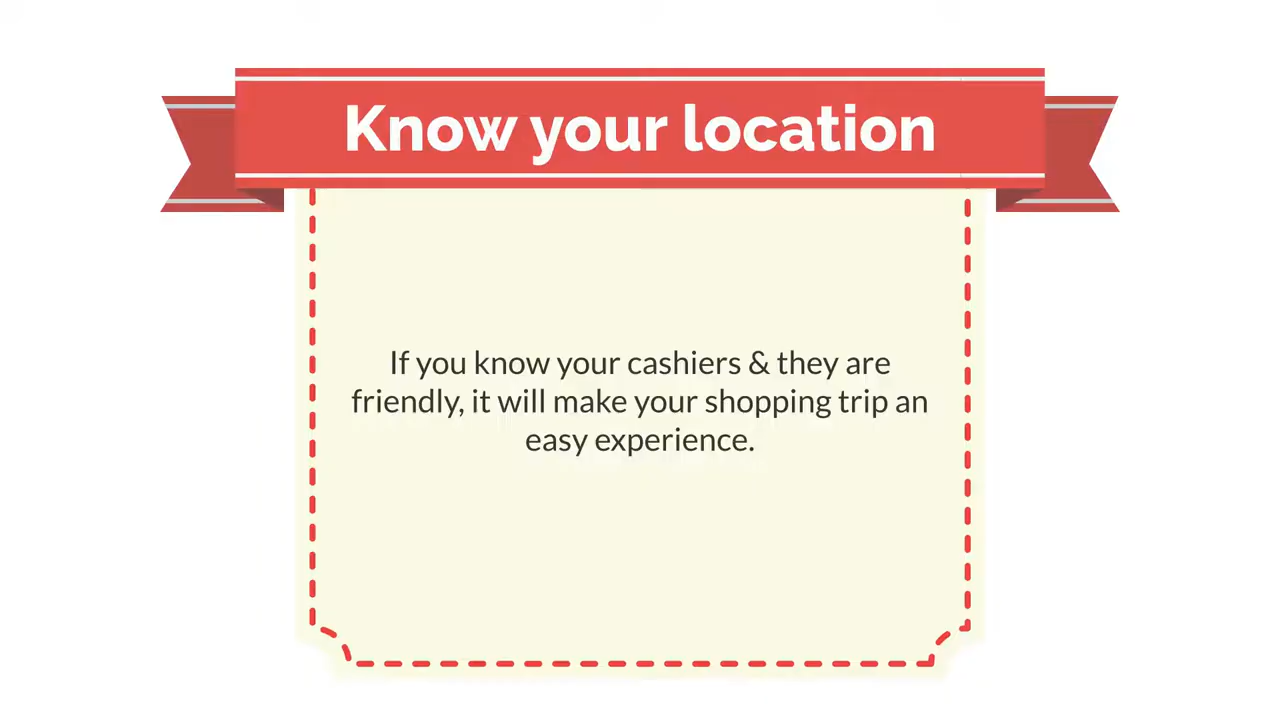 Know your location
If you know your cashiers & they are
friendly, it will make your shopping trip an
easy experience.